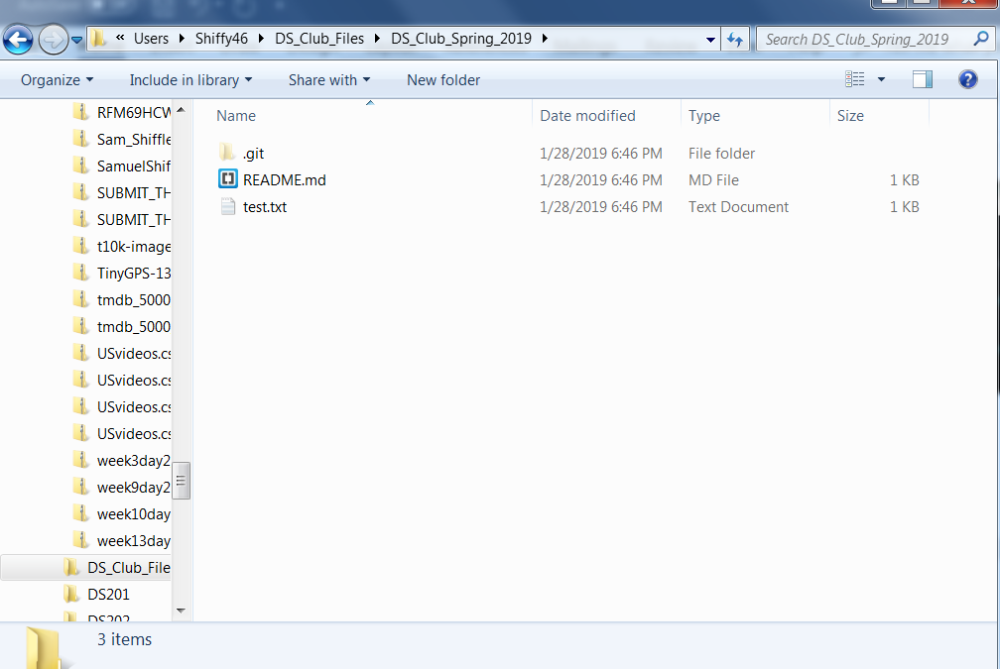 « Users Shiffy46 DS_Club_Files DS_Club_Spring_2019 Search DS_Club_Spring_2019
Organize Include in library Share with New folder
RFM69HCW
Sam_Shiffle
SamuelShif
SUBMIT_TH
SUBMIT_TH
t10k-image
TinyGPS-13
tmdb_5000
tmdb_5000
USvideos.cs
USvideos.cs
USvideos.cs
USvideos.cs
week3day2
week9day2
week10day
week13day
DS_Club_File
DS201
DS202
Name Date modified Type Size
.git 1/28/2019 6:46 PM File folder
README.md 1/28/2019 6:46 PM MD File 1 KB
test.txt 1/28/2019 6:46 PM Text Document 1 KB
3 items